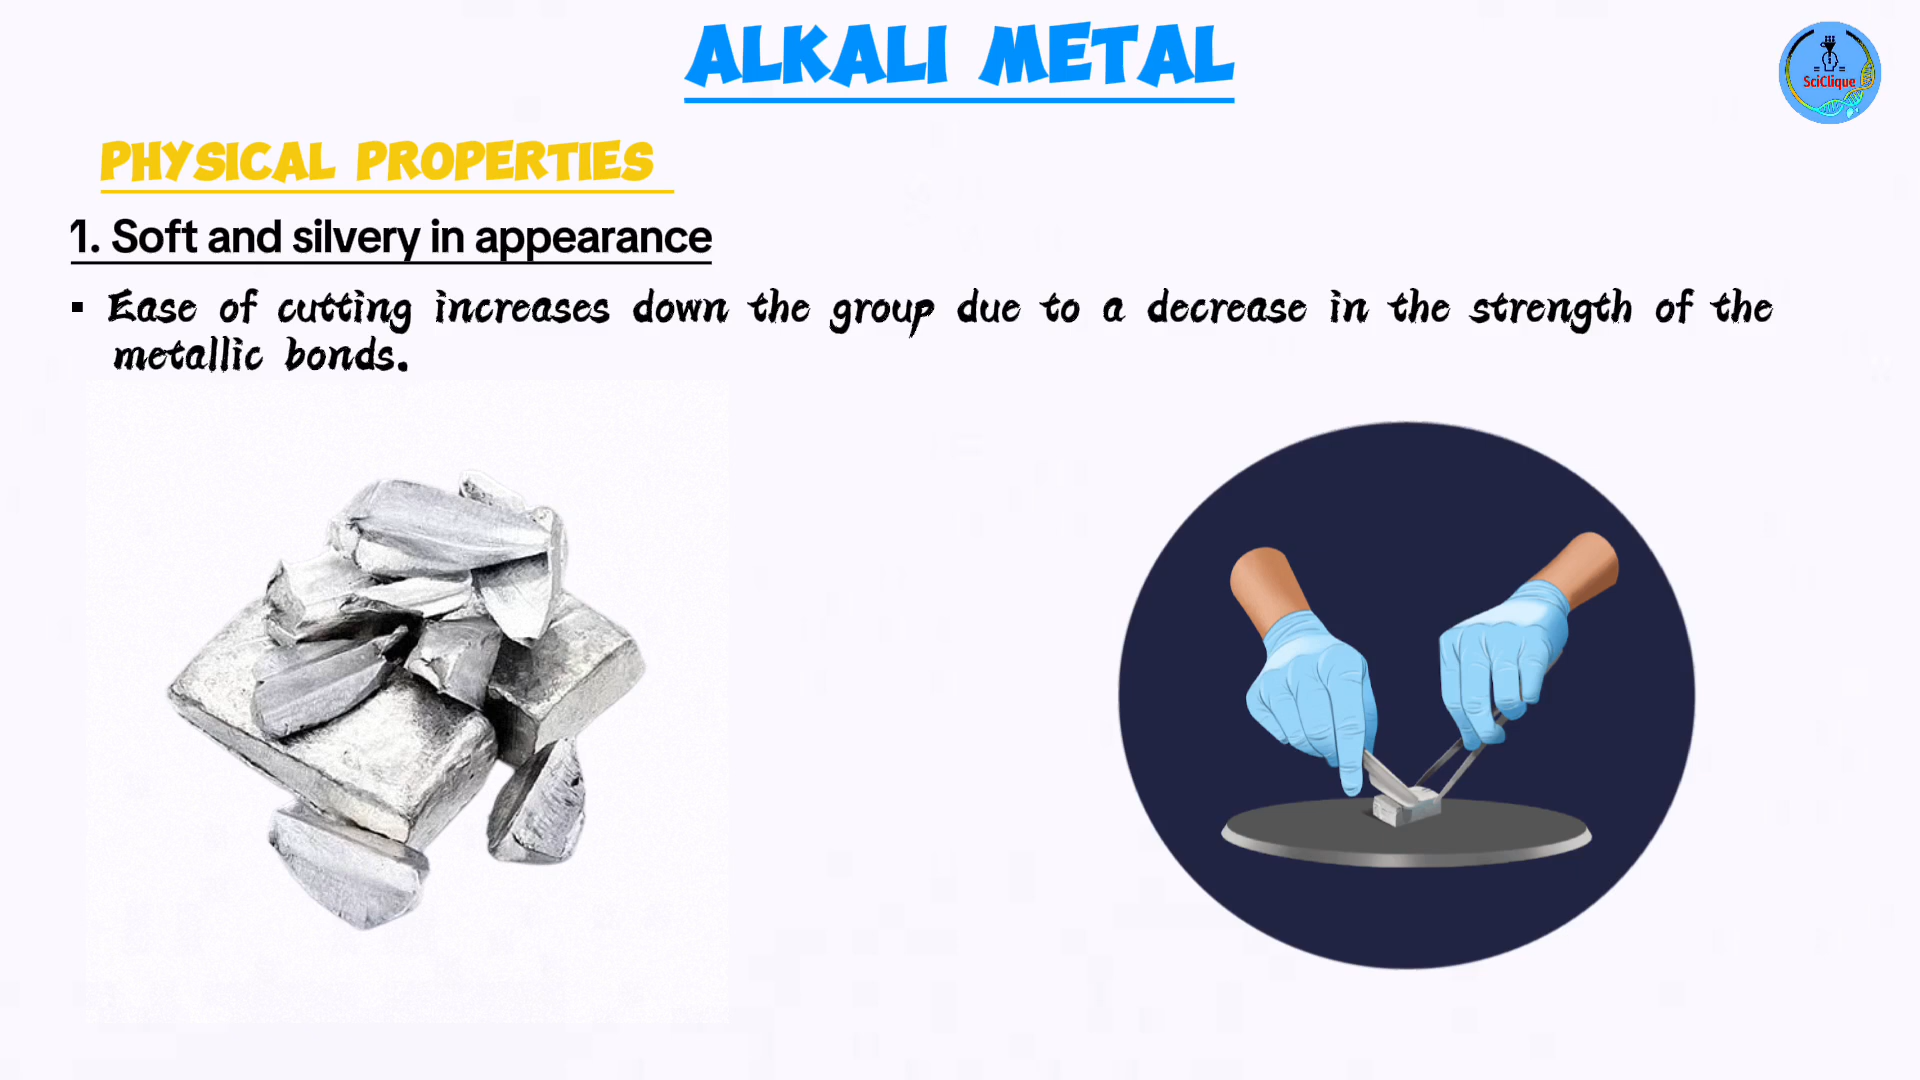 ALKALI METAL
SciClique
PHYSICAL PROPERTIES
1. Soft and silvery in appearance
▪ Ease of cutting increases down the group due to a decrease in the strength of the
metallic bonds.